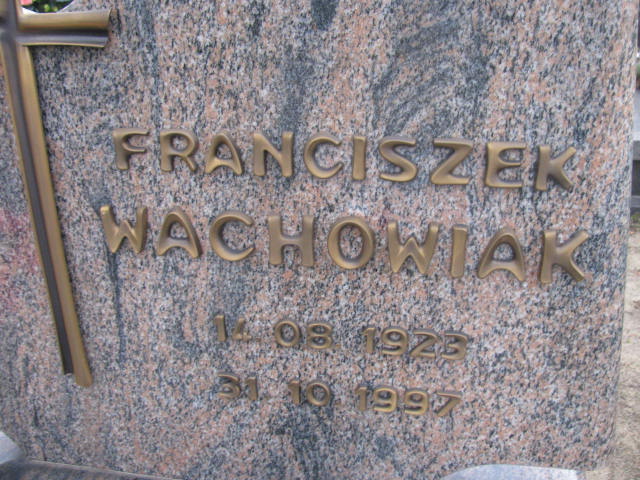 FRANCISZEK
WACHOWIAK
14 08 1923
31 10 1997